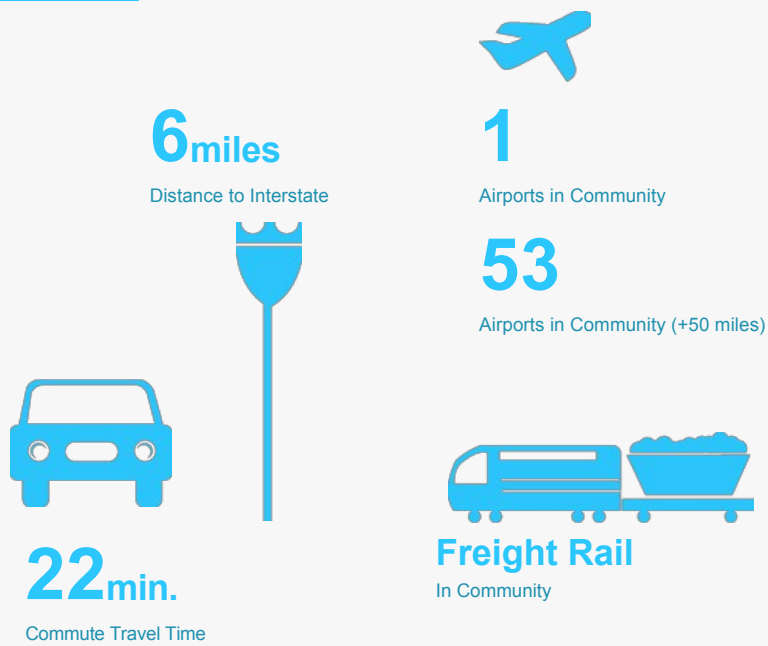 6miles
Distance to Interstate
1
Airports in Community
53
Airports in Community (+50 miles)
22min.
Commute Travel Time
Freight Rail
In Community